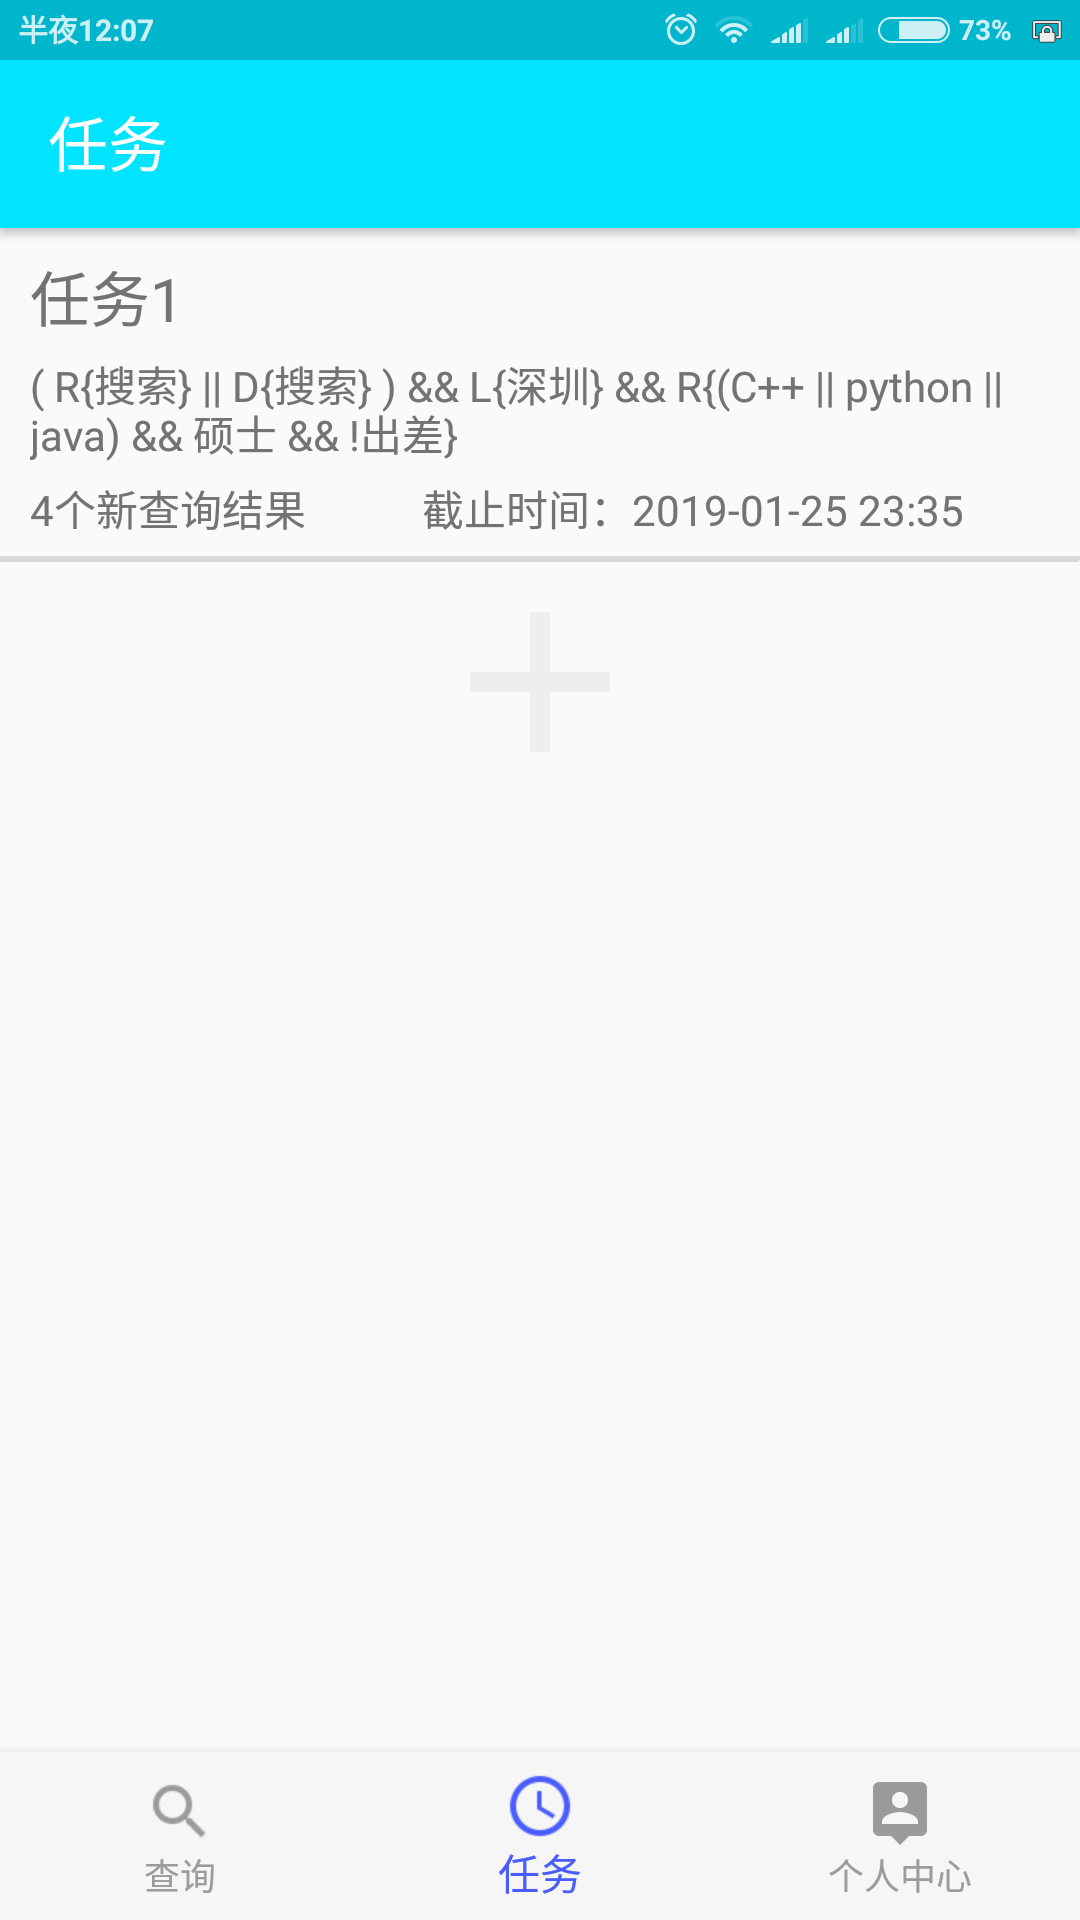 半夜12:07 73%
任务
任务1
( R{搜索} || D{搜索} ) && L{深圳} && R{(C++ || python ||
java) && 硕士 && !出差}
4个新查询结果 截止时间：2019-01-25 23:35
查询 任务 个人中心